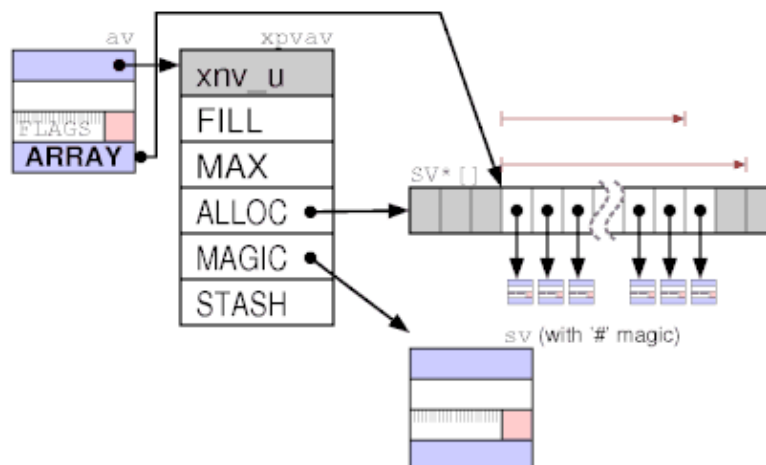 av
xpvav
xnv_u
FLAGS
ARRAY
FILL
MAX
ALLOC
MAGIC
STASH
SV*[]
sv (with '#' magic)